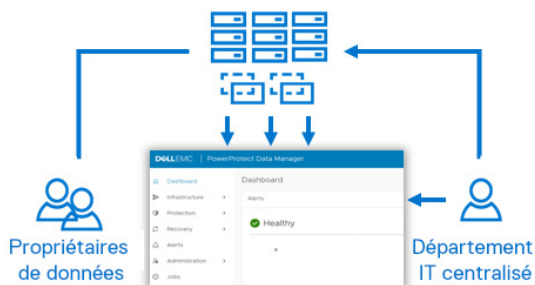 DELLEMC | PowerProtect Data Manager
Dashboard
Infrastructure
Protection
Recovery
Alerts
Administration
Jobs
Dashboard
Alerts
Healthy
Propriétaires
de données
Département
IT centralisé